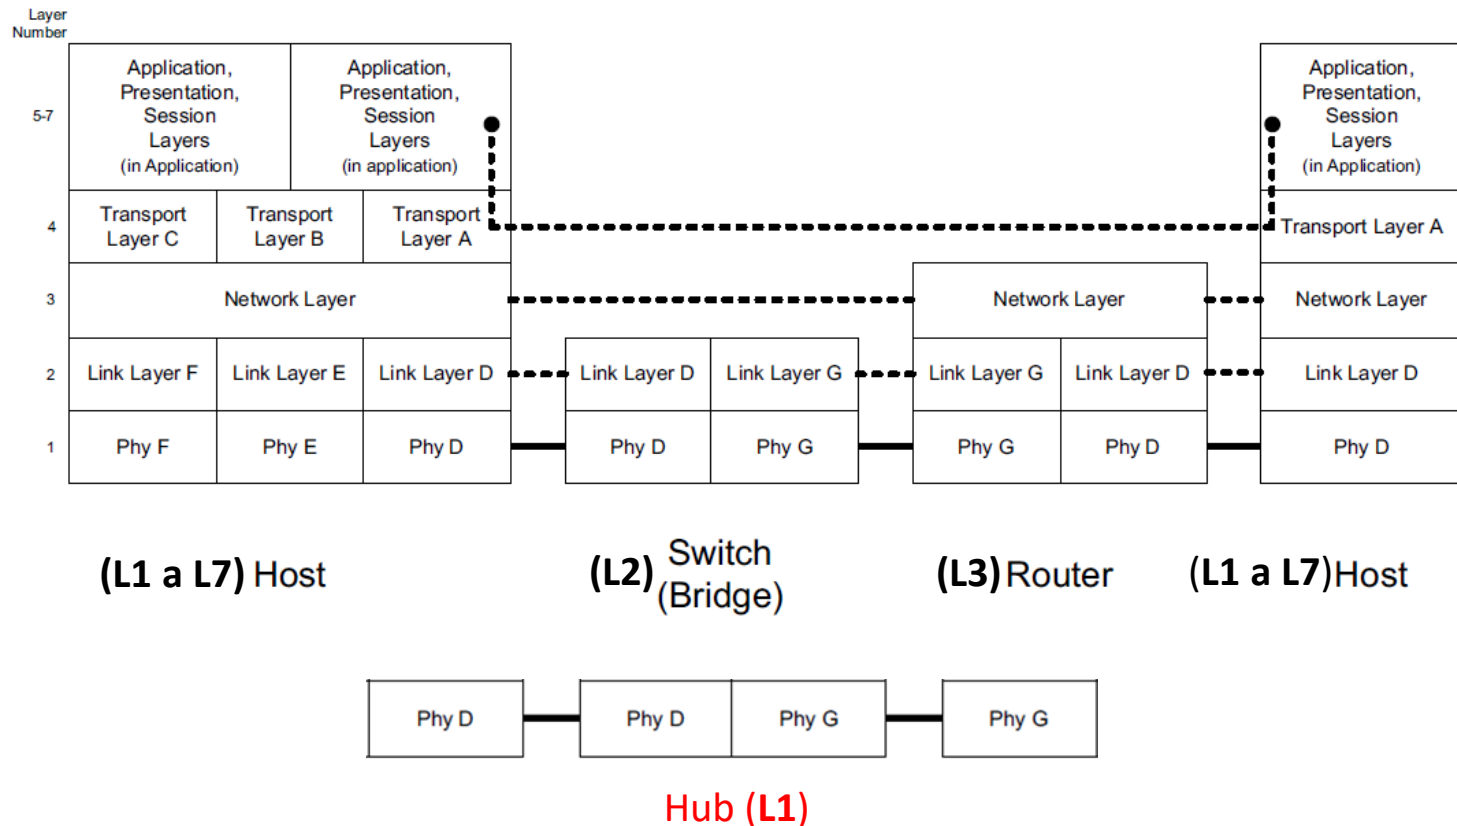 Layer
Number
5-7
Application,
Presentation,
Session
Layers
(in Application)
Application,
Presentation,
Session
Layers
(in application)
Application,
Presentation,
Session
Layers
(in Application)
4
Transport
Layer C
Transport
Layer B
Transport
Layer A
Transport Layer A
3
Network Layer
Network Layer
Network Layer
2
Link Layer F
Link Layer E
Link Layer D
Link Layer D
Link Layer G
Link Layer G
Link Layer D
Link Layer D
1
Phy F
Phy E
Phy D
Phy D
Phy G
Phy G
Phy D
Phy D
(L1 a L7) Host
(L2) Switch
(Bridge)
(L3) Router
(L1 a L7) Host
Phy D
Phy D
Phy G
Phy G
Hub (L1)